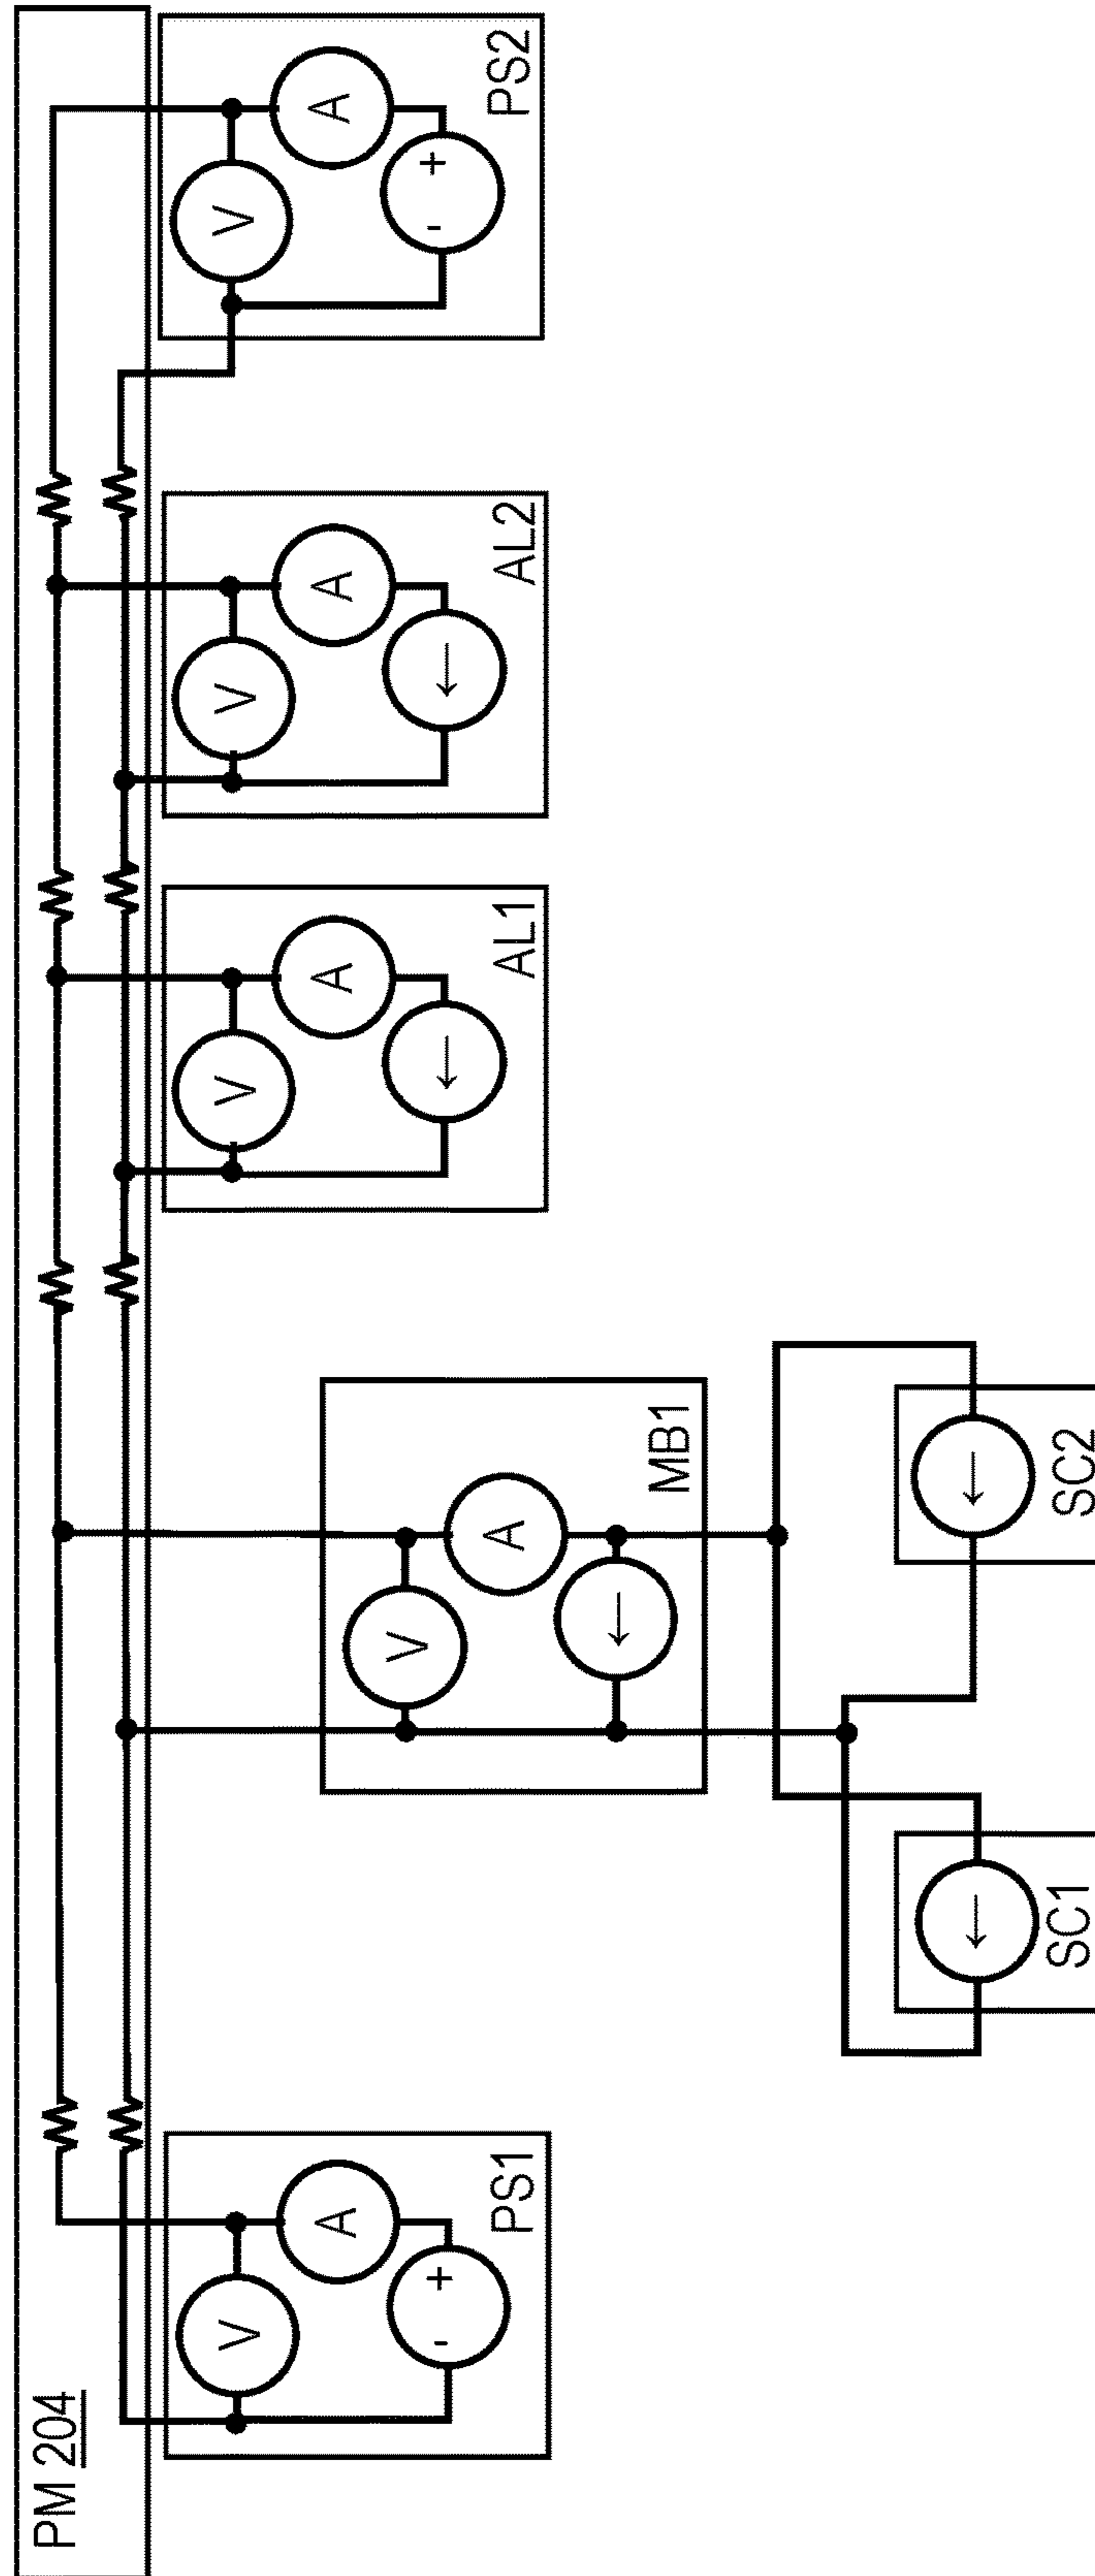 PM 204
V
A
- +
PS1
V
A
MB1
SC1
SC2
V
A
AL1
V
A
AL2
V
A
- +
PS2